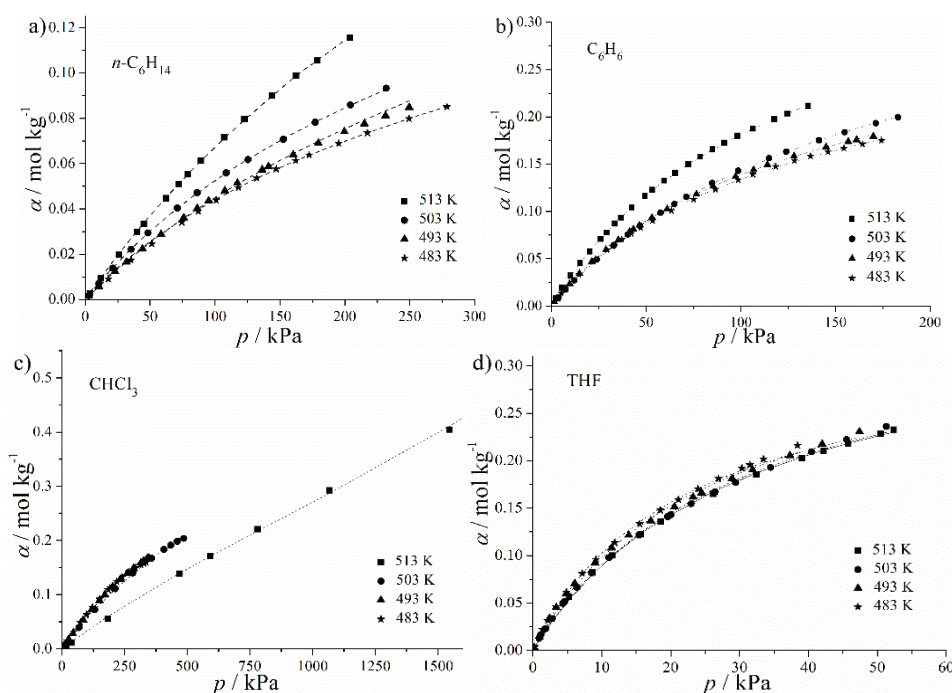 a)
n-C₆H₁₄
α / mol kg⁻¹
0.12
0.10
0.08
0.06
0.04
0.02
0.00
513 K
503 K
493 K
483 K
0 50 100 150 200 250 300
p / kPa
b)
C₆H₆
α / mol kg⁻¹
0.30
0.25
0.20
0.15
0.10
0.05
0.00
513 K
503 K
493 K
483 K
0 50 100 150 200
p / kPa
c)
CHCl₃
α / mol kg⁻¹
0.5
0.4
0.3
0.2
0.1
0.0
513 K
503 K
493 K
483 K
0 250 500 750 1000 1250 1500
p / kPa
d)
THF
α / mol kg⁻¹
0.30
0.25
0.20
0.15
0.10
0.05
0.00
513 K
503 K
493 K
483 K
0 10 20 30 40 50 60
p / kPa